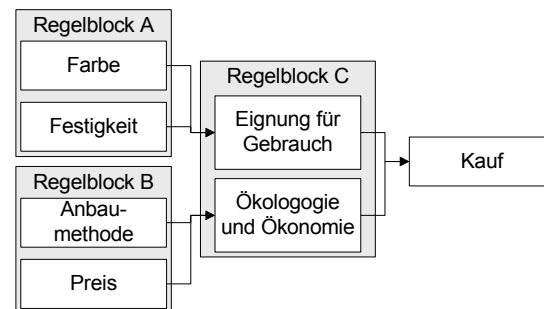 Regelblock A
Farbe
Festigkeit
Regelblock B
Anbau-
methode
Preis
Regelblock C
Eignung für
Gebrauch
Ökologogie
und Ökonomie
Kauf